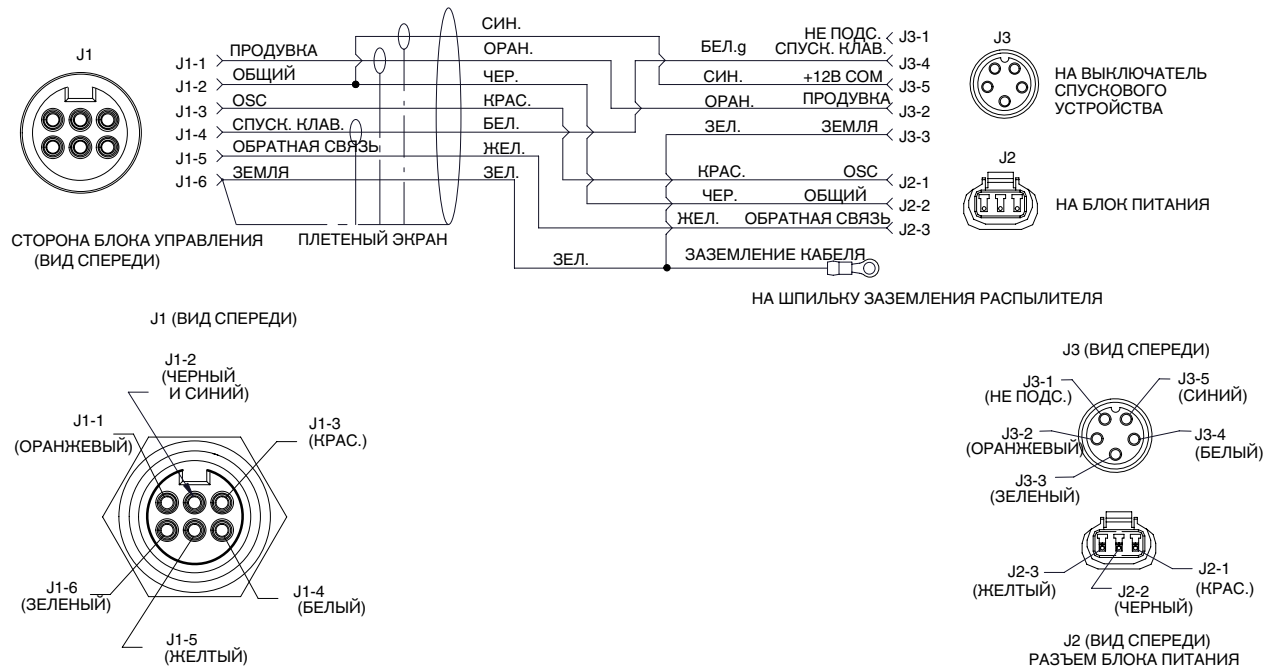 J1
J1-1
ПРОДУВКА
J1-2
ОБЩИЙ
J1-3
OSC
J1-4
СПУСК. КЛАВ.
J1-5
ОБРАТНАЯ СВЯЗЬ
J1-6
ЗЕМЛЯ
СИН.
ОРАН.
ЧЕР.
КРАС.
БЕЛ.
ЖЕЛ.
ЗЕЛ.
СТОРОНА БЛОКА УПРАВЛЕНИЯ
(ВИД СПЕРЕДИ)
ПЛЕТЕНЫЙ ЭКРАН
НЕ ПОДС. J3-1
БЕЛ.g СПУСК. КЛАВ. J3-4
СИН. +12В COM J3-5
ОРАН. ПРОДУВКА J3-2
ЗЕЛ. ЗЕМЛЯ J3-3
КРАС. OSC J2-1
ЧЕР. ОБЩИЙ J2-2
ЖЕЛ. ОБРАТНАЯ СВЯЗЬ J2-3
ЗЕЛ. ЗАЗЕМЛЕНИЕ КАБЕЛЯ
НА ШПИЛЬКУ ЗАЗЕМЛЕНИЯ РАСПЫЛИТЕЛЯ
J3
НА ВЫКЛЮЧАТЕЛЬ
СПУСКОВОГО
УСТРОЙСТВА
J2
НА БЛОК ПИТАНИЯ
J1 (ВИД СПЕРЕДИ)
J1-2
(ЧЕРНЫЙ
И СИНИЙ)
J1-1
(ОРАНЖЕВЫЙ)
J1-3
(КРАС.)
J1-6
(ЗЕЛЕНЫЙ)
J1-4
(БЕЛЫЙ)
J1-5
(ЖЕЛТЫЙ)
J3 (ВИД СПЕРЕДИ)
J3-1
(НЕ ПОДС.)
J3-5
(СИНИЙ)
J3-2
(ОРАНЖЕВЫЙ)
J3-4
(БЕЛЫЙ)
J3-3
(ЗЕЛЕНЫЙ)
J2-3
(ЖЕЛТЫЙ)
J2-1
(КРАС.)
J2-2
(ЧЕРНЫЙ)
J2 (ВИД СПЕРЕДИ)
РАЗЪЕМ БЛОКА ПИТАНИЯ